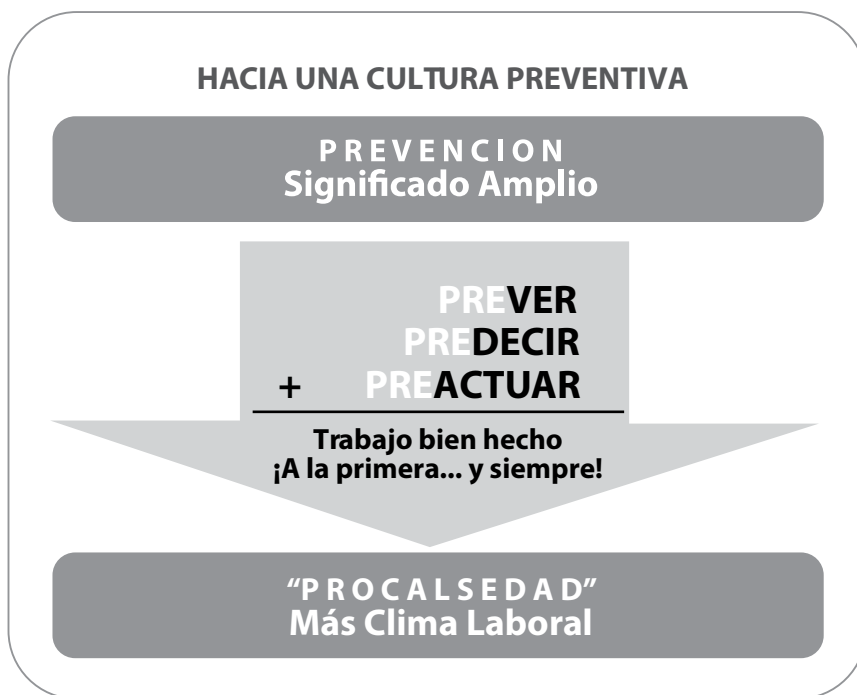 HACIA UNA CULTURA PREVENTIVA
PREVENCION
Significado Amplio
PREVER
PREDECIR
+ PREACTUAR
Trabajo bien hecho
¡A la primera... y siempre!
“PROCALSEDAD”
Más Clima Laboral